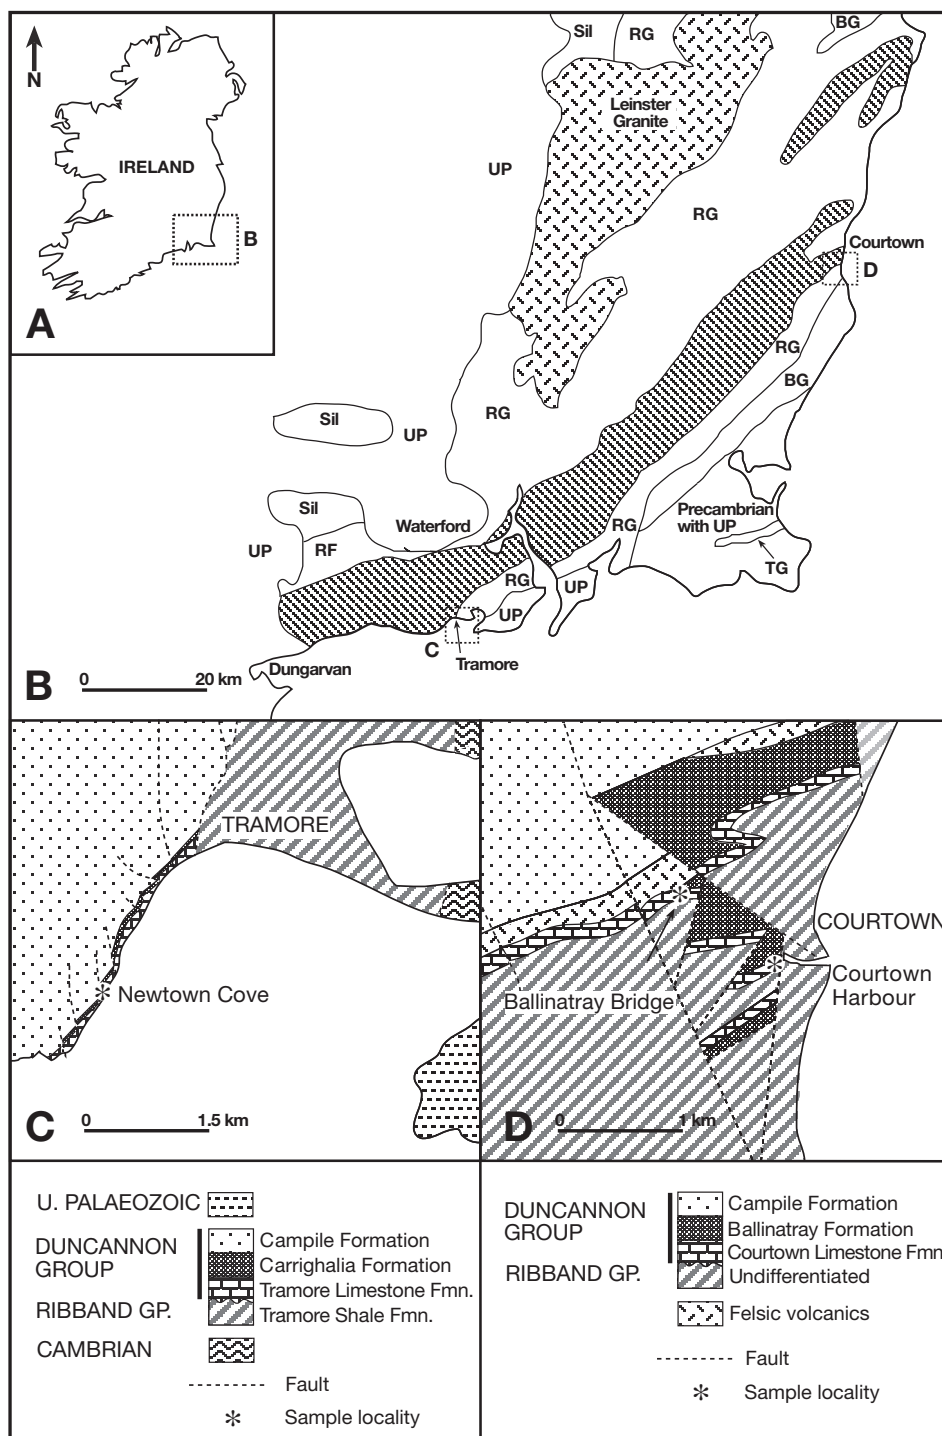 N
IRELAND
B
A
Sil
RG
BG
Leinster
Granite
UP
RG
Courtown
D
RG
BG
Sil
UP
RG
Sil
Waterford
Precambrian
with UP
UP
RF
RG
TG
RG
UP
UP
C
Tramore
Dungarvan
B
0
20 km
TRAMORE
Newtown Cove
C
0
1.5 km
COURTOWN
Ballinatray Bridge
Courtown
Harbour
D
0
1 km
U. PALAEOZOIC
DUNCANNON
GROUP
Campile Formation
Carrighalia Formation
Tramore Limestone Fmn.
RIBBAND GP.
Tramore Shale Fmn.
CAMBRIAN
Fault
Sample locality
DUNCANNON
GROUP
Campile Formation
Ballinatray Formation
Courtown Limestone Fmn
RIBBAND GP.
Undifferentiated
Felsic volcanics
Fault
Sample locality